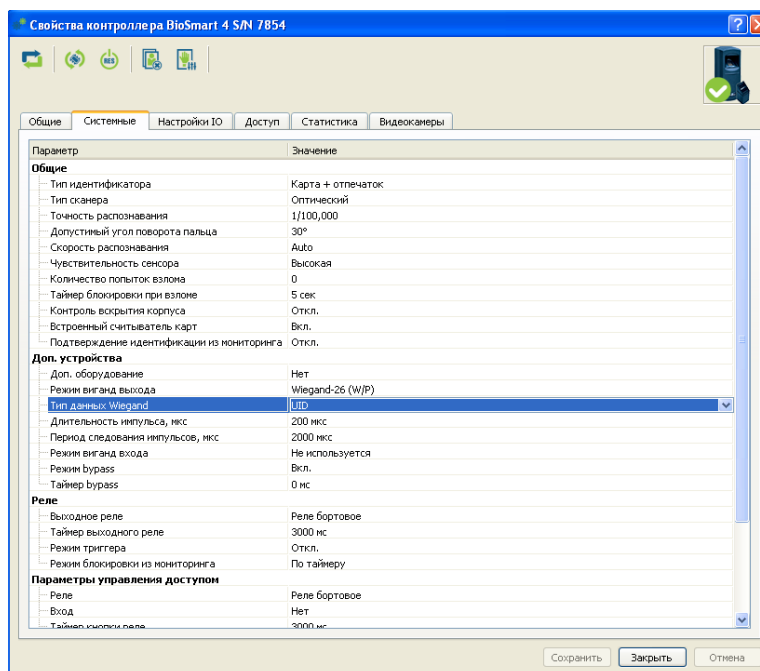 Свойства контроллера BioSmart 4 S/N 7854
RES
Общие Системные Настройки IO Доступ Статистика Видеокамеры
Параметр Значение
Общие
Тип идентификатора Карта + отпечаток
Тип сканера Оптический
Точность распознавания 1/100,000
Допустимый угол поворота пальца 30°
Скорость распознавания Auto
Чувствительность сенсора Высокая
Количество попыток взлома 0
Таймер блокировки при взломе 5 сек
Контроль вскрытия корпуса Откл.
Встроенный считыватель карт Вкл.
Подтверждение идентификации из мониторинга Откл.
Доп. устройства
Доп. оборудование Нет
Режим виганд выхода Wiegand-26 (W/P)
Тип данных Wiegand UID
Длительность импульса, мкс 200 мкс
Период следования импульсов, мкс 2000 мкс
Режим виганд входа Не используется
Режим bypass Вкл.
Таймер bypass 0 мс
Реле
Выходное реле Реле бортовое
Таймер выходного реле 3000 мс
Режим триггера Откл.
Режим блокировки из мониторинга По таймеру
Параметры управления доступом
Реле Реле бортовое
Вход Нет
Таймер кнопки реле 3000 мс
Сохранить Закрыть Отмена